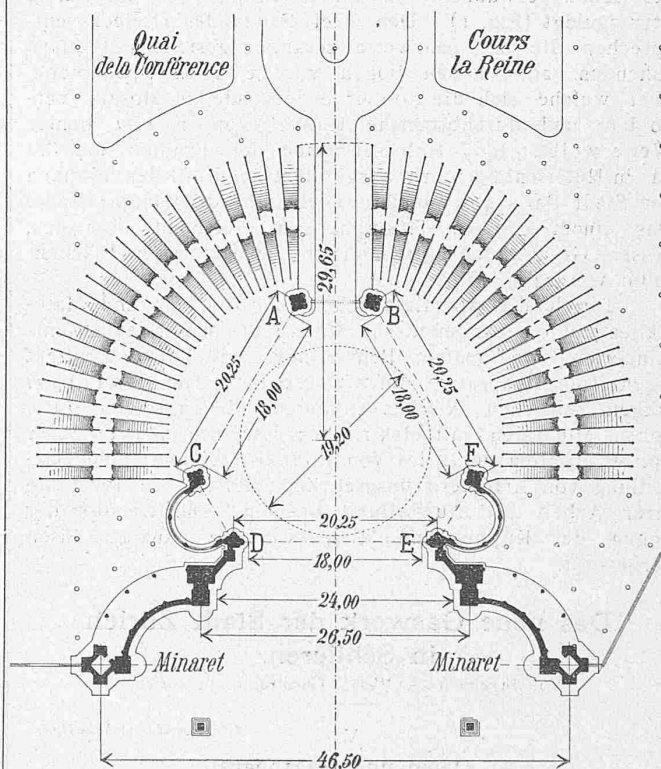 Quai
de la Conférence
Cours
la Reine
29,65
A
B
20,25
18,00
20,25
18,00
19,20
C
F
20,25
D
E
18,00
24,00
26,50
Minaret
Minaret
46,50